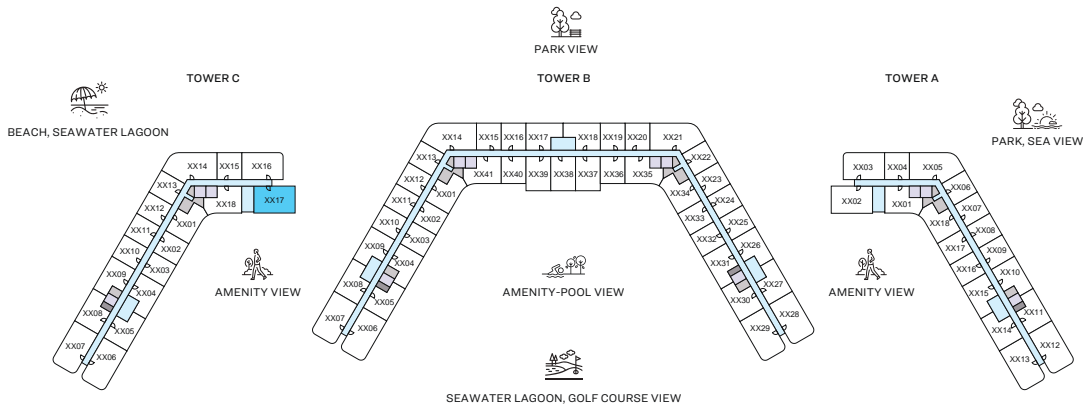 PARK VIEW
TOWER C
TOWER B
TOWER A
BEACH, SEAWATER LAGOON
PARK, SEA VIEW
XX14 XX15 XX16
XX13
XX17
XX18
XX12
XX01
XX11
XX02
XX10
XX03
XX09
XX04
XX08
XX05
XX07
XX06
AMENITY VIEW
XX14 XX15 XX16 XX17 XX18 XX19 XX20 XX21
XX13
XX22
XX41 XX40 XX39 XX38 XX37 XX36 XX35
XX12
XX01
XX34
XX23
XX11
XX02
XX33
XX24
XX10
XX03
XX32
XX25
XX09
XX04
XX31
XX26
XX08
XX05
XX30
XX27
XX07
XX06
XX29
XX28
AMENITY-POOL VIEW
SEAWATER LAGOON, GOLF COURSE VIEW
XX03 XX04 XX05
XX02
XX01
XX06
XX18
XX07
XX17
XX08
XX16
XX09
XX15
XX10
XX14
XX11
XX13
XX12
AMENITY VIEW